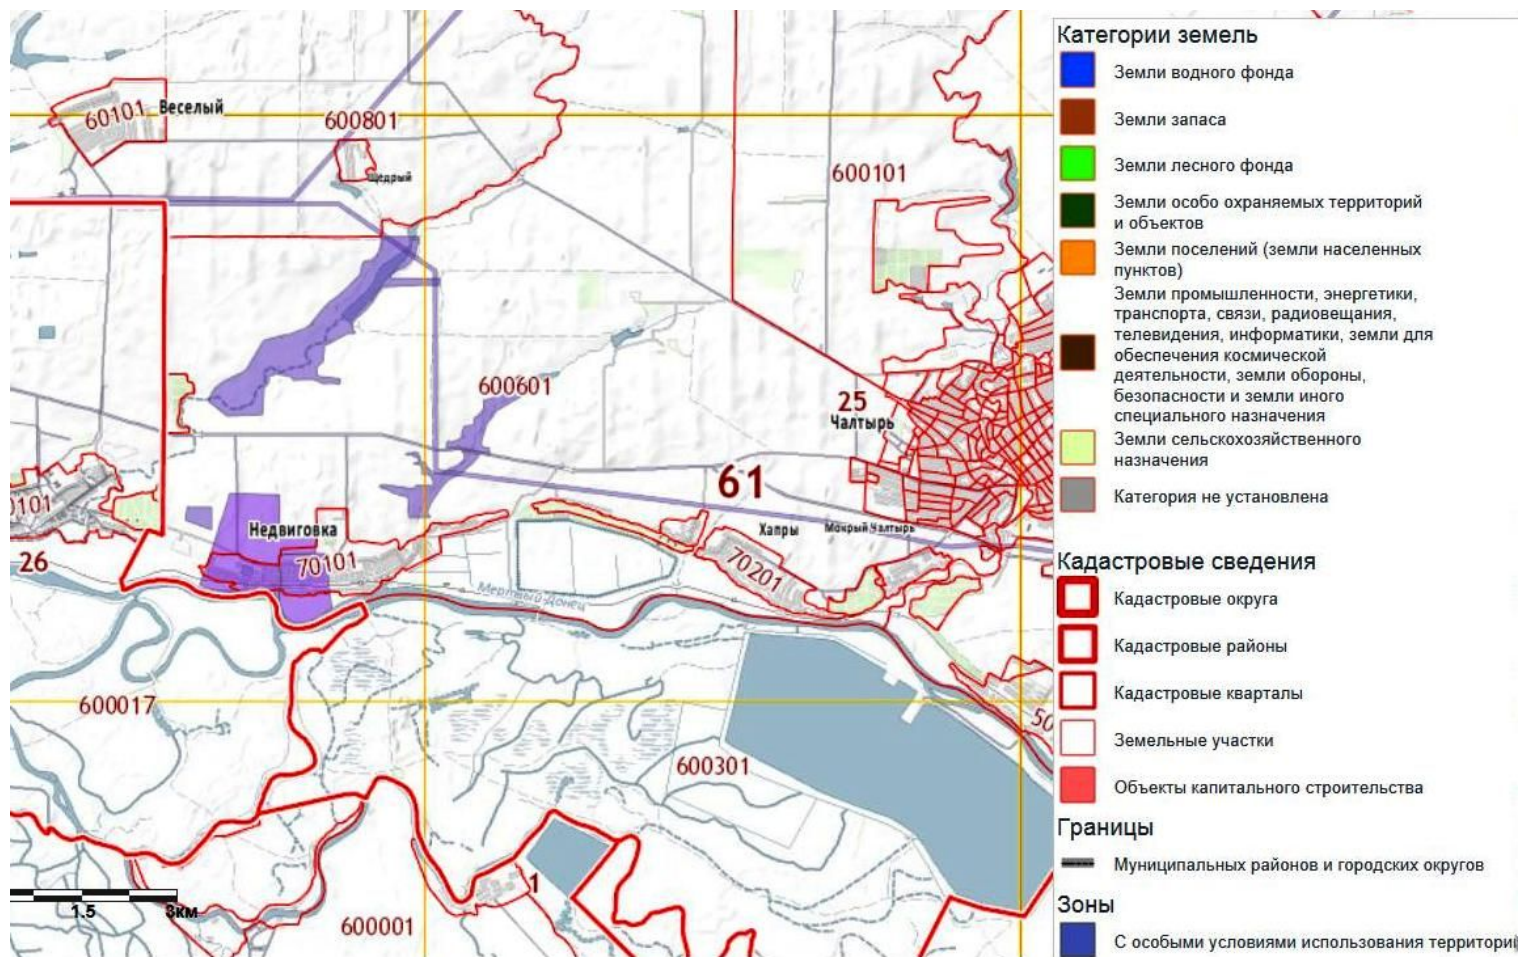 60101
Веселый
600801
Щедрый
600101
600601
25
Чалтырь
61
Недвиговка
Хапры
Мокрый Чалтырь
0101
26
70101
70201
Мертвый Донец
600017
50
600301
1
1.5
3км
600001
Категории земель
Земли водного фонда
Земли запаса
Земли лесного фонда
Земли особо охраняемых территорий
и объектов
Земли поселений (земли населенных
пунктов)
Земли промышленности, энергетики,
транспорта, связи, радиовещания,
телевидения, информатики, земли для
обеспечения космической
деятельности, земли обороны,
безопасности и земли иного
специального назначения
Земли сельскохозяйственного
назначения
Категория не установлена
Кадастровые сведения
Кадастровые округа
Кадастровые районы
Кадастровые кварталы
Земельные участки
Объекты капитального строительства
Границы
Муниципальных районов и городских округов
Зоны
С особыми условиями использования территори